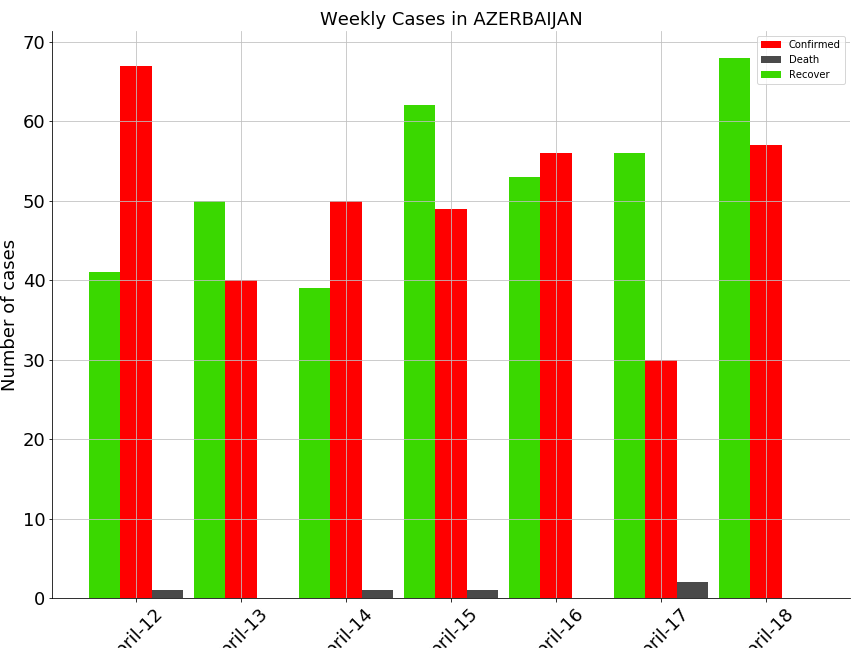 Weekly Cases in AZERBAIJAN
Confirmed
Death
Recover
Number of cases
70
60
50
40
30
20
10
0
pril-12
pril-13
pril-14
pril-15
pril-16
pril-17
pril-18